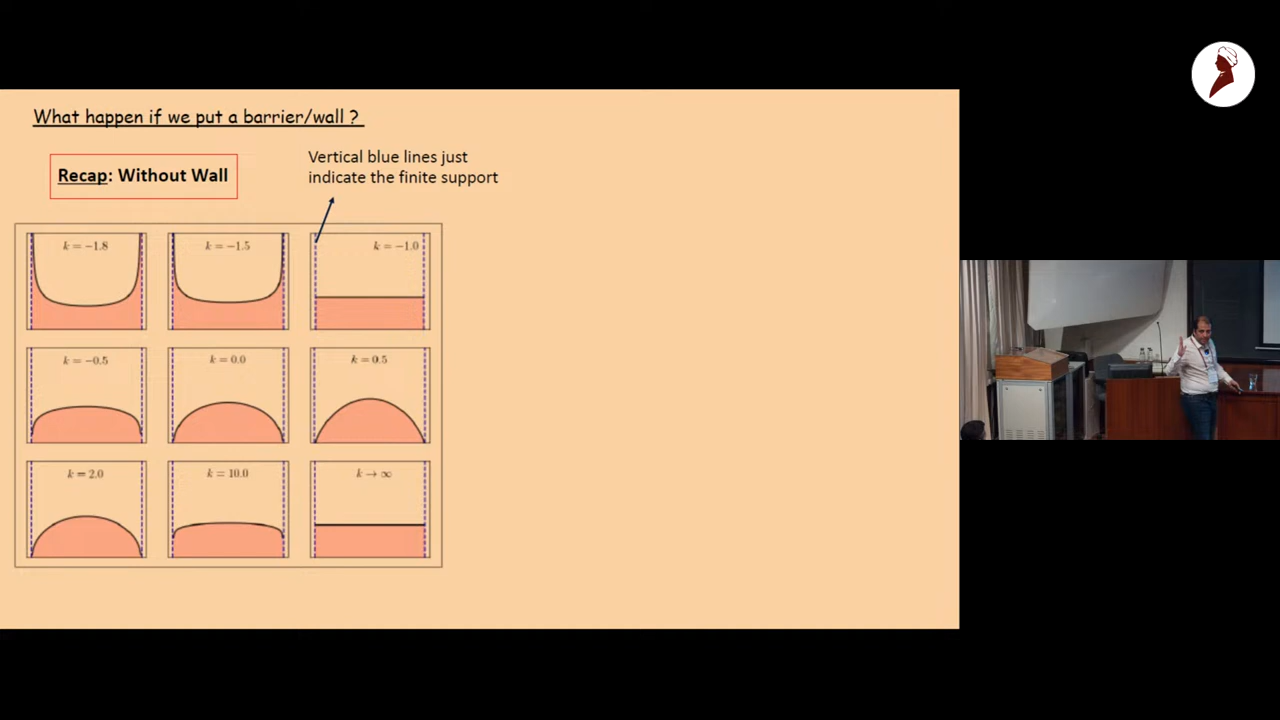 What happen if we put a barrier/wall ?
Recap: Without Wall
Vertical blue lines just
indicate the finite support
k = −1.8
k = −1.5
k = −1.0
k = −0.5
k = 0.0
k = 0.5
k = 2.0
k = 10.0
k → ∞